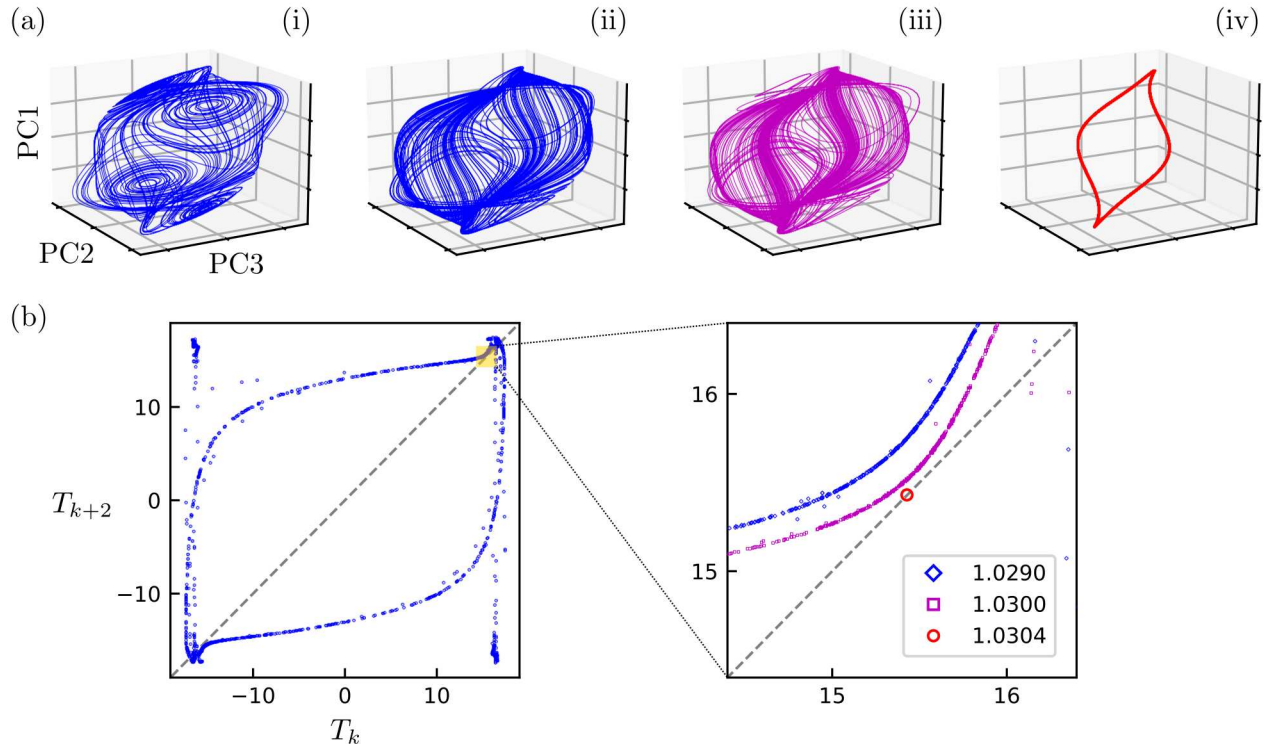 (a)
(i)
(ii)
(iii)
(iv)
PC1
PC2
PC3
(b)
T_{k+2}
10
0
−10
−10
0
10
T_k
16
15
15
16
1.0290
1.0300
1.0304